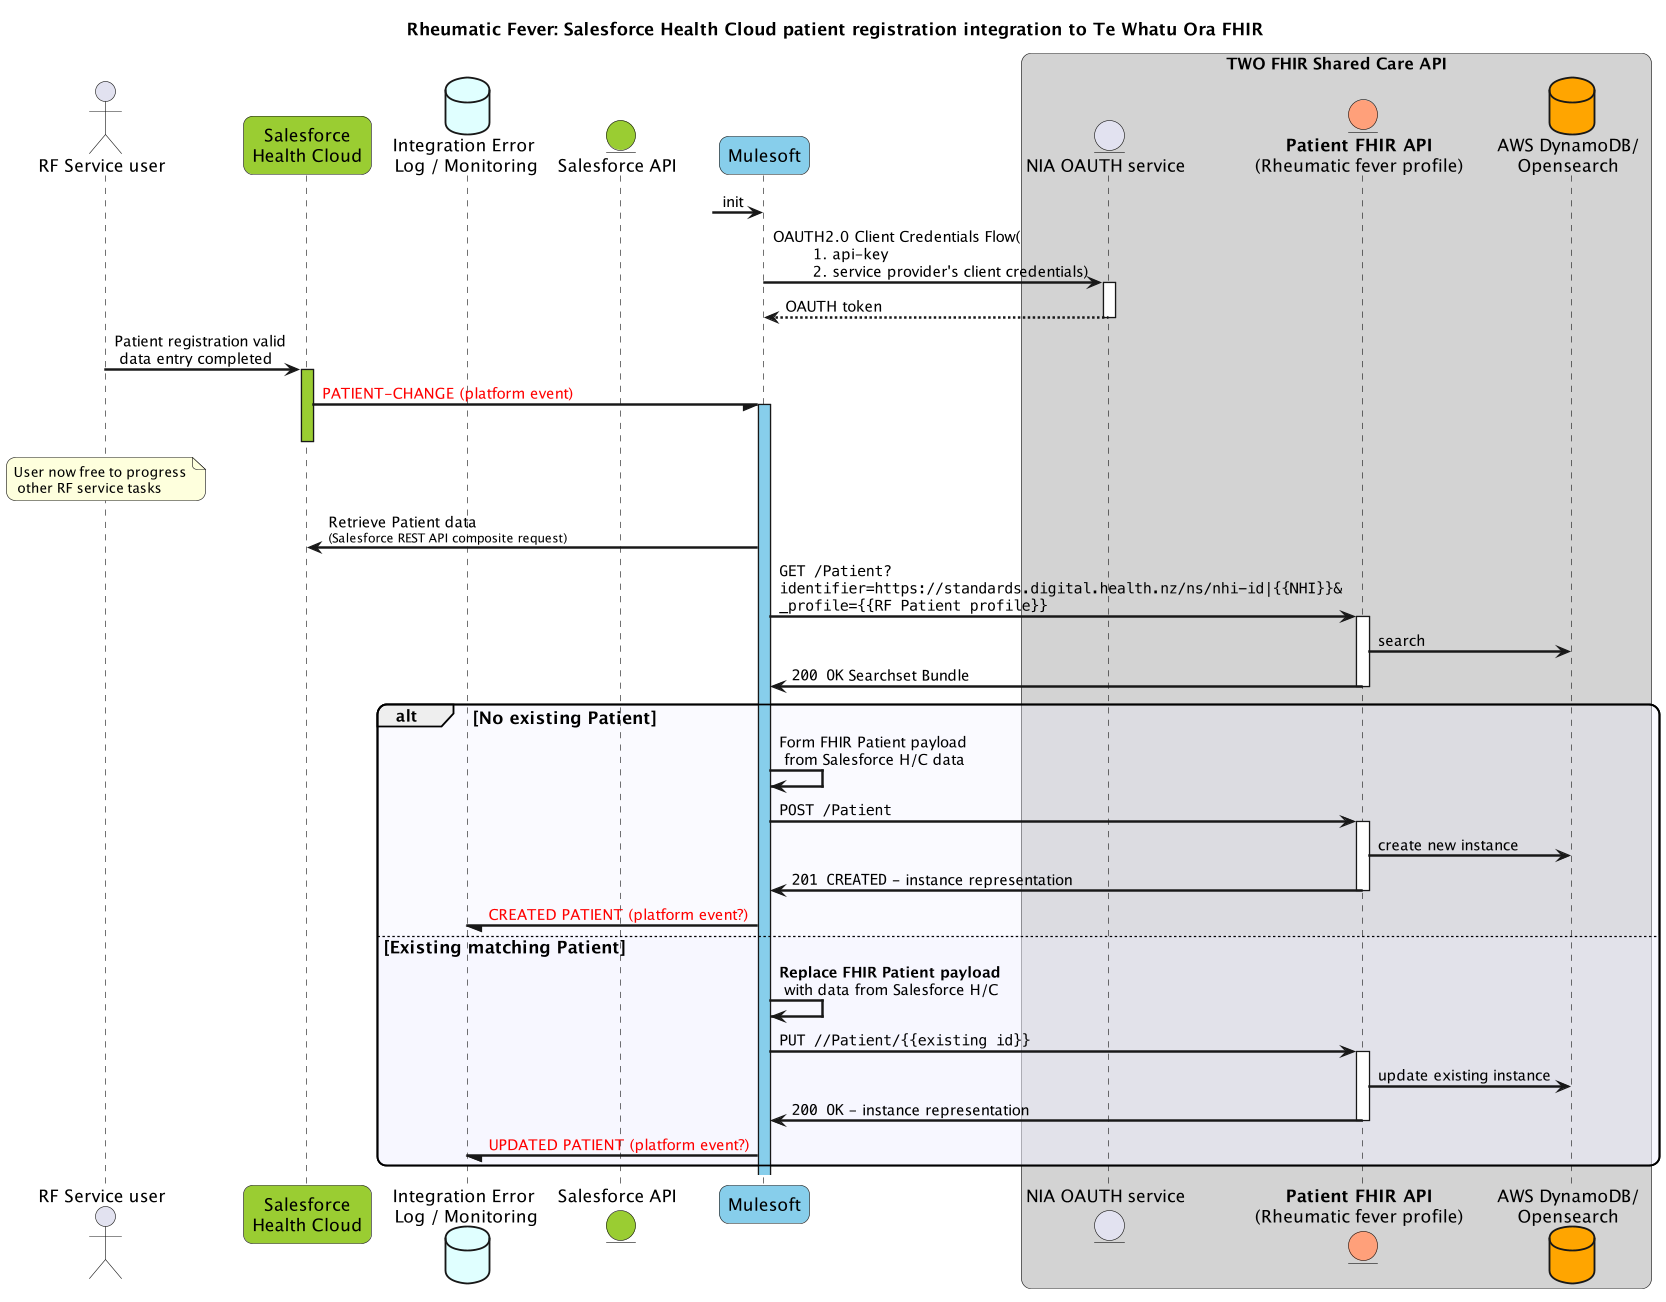 Rheumatic Fever: Salesforce Health Cloud patient registration integration to Te Whatu Ora FHIR
TWO FHIR Shared Care API
RF Service user
Salesforce
Health Cloud
Integration Error
Log / Monitoring
Salesforce API
Mulesoft
NIA OAUTH service
Patient FHIR API
(Rheumatic fever profile)
AWS DynamoDB/
Opensearch
init
OAUTH2.0 Client Credentials Flow(
1. api-key
2. service provider's client credentials)
OAUTH token
Patient registration valid
data entry completed
PATIENT-CHANGE (platform event)
User now free to progress
other RF service tasks
Retrieve Patient data
(Salesforce REST API composite request)
GET /Patient?
identifier=https://standards.digital.health.nz/ns/nhi-id|{{NHI}}&
_profile={{RF Patient profile}}
search
200 OK Searchset Bundle
alt
[No existing Patient]
Form FHIR Patient payload
from Salesforce H/C data
POST /Patient
create new instance
201 CREATED - instance representation
CREATED PATIENT (platform event?)
[Existing matching Patient]
Replace FHIR Patient payload
with data from Salesforce H/C
PUT //Patient/{{existing id}}
update existing instance
200 OK - instance representation
UPDATED PATIENT (platform event?)
RF Service user
Salesforce
Health Cloud
Integration Error
Log / Monitoring
Salesforce API
Mulesoft
NIA OAUTH service
Patient FHIR API
(Rheumatic fever profile)
AWS DynamoDB/
Opensearch